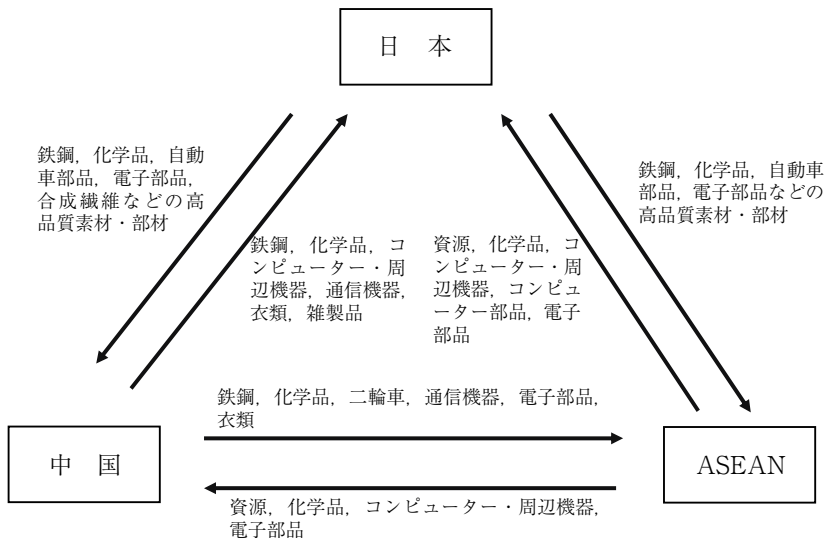 日 本
鉄鋼，化学品，自動
車部品，電子部品，
合成繊維などの高
品質素材・部材
鉄鋼，化学品，自動車
部品，電子部品などの
高品質素材・部材
鉄鋼，化学品，コ
ンピューター・周
辺機器，通信機器，
衣類，雑製品
資源，化学品，コ
ンピューター・周
辺機器，コンピュ
ーター部品，電子
部品
鉄鋼，化学品，二輪車，通信機器，電子部品，
衣類
中 国
ASEAN
資源，化学品，コンピューター・周辺機器，
電子部品